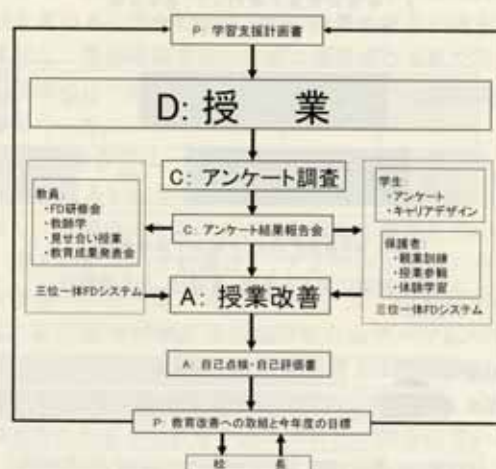 P: 学習支援計画書
D: 授　業
C: アンケート調査
教員:
・FD研修会
・教師学
・見せ合い授業
・教育成果発表会
三位一体FDシステム
C: アンケート結果報告会
学生:
・アンケート
・キャリアデザイン
保護者:
・親業訓練
・授業参観
・体験学習
三位一体FDシステム
A: 授業改善
A: 自己点検・自己評価書
P: 教育改善への取組と今年度の目標
校　長